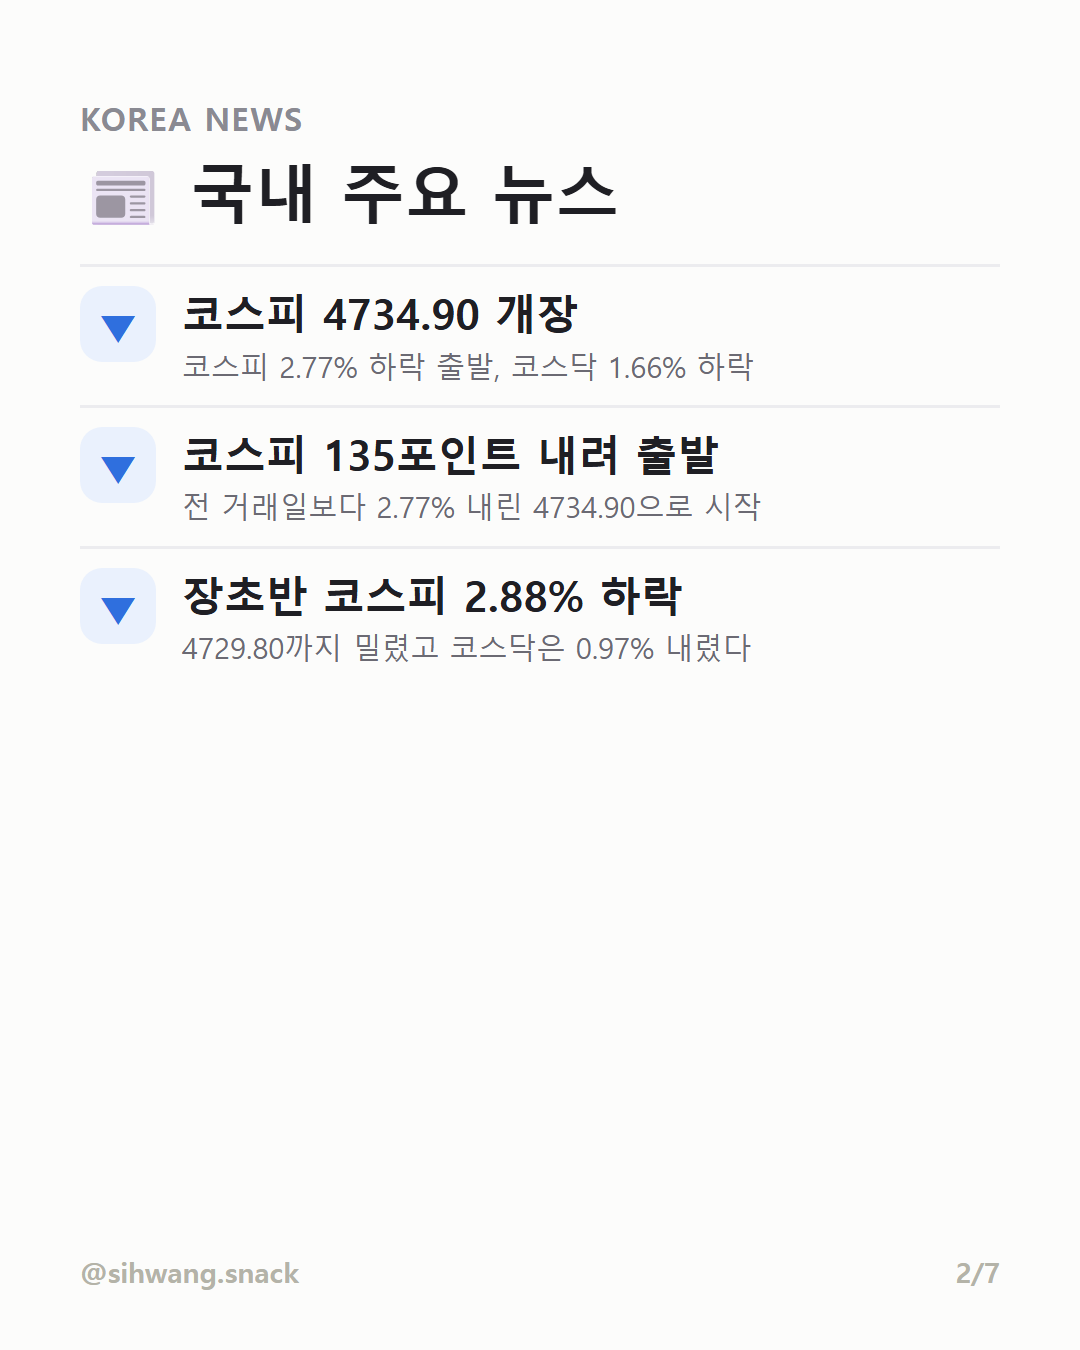 KOREA NEWS
국내 주요 뉴스
코스피 4734.90 개장
코스피 2.77% 하락 출발, 코스닥 1.66% 하락
코스피 135포인트 내려 출발
전 거래일보다 2.77% 내린 4734.90으로 시작
장초반 코스피 2.88% 하락
4729.80까지 밀렸고 코스닥은 0.97% 내렸다
@sihwang.snack
2/7